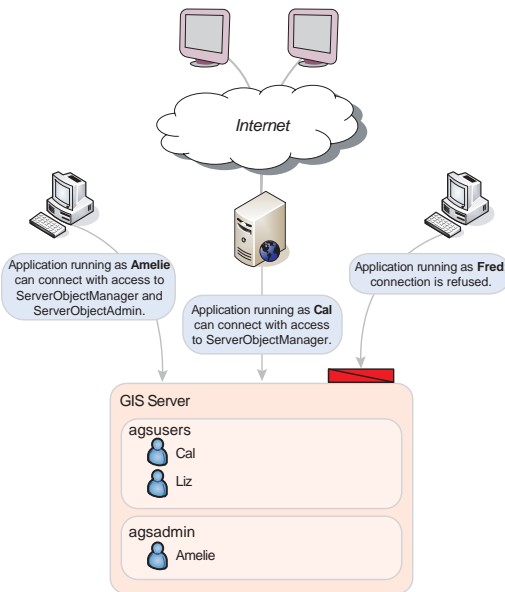 Internet
Application running as Amelie
can connect with access to
ServerObjectManager and
ServerObjectAdmin.
Application running as Cal
can connect with access
to ServerObjectManager.
Application running as Fred
connection is refused.
GIS Server
agsusers
Cal
Liz
agsadmin
Amelie